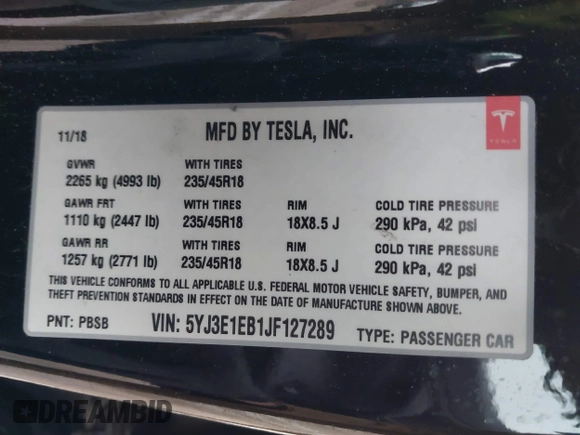 11/18 MFD BY TESLA, INC.
TESLA
GVWR WITH TIRES
2265 kg (4993 lb) 235/45R18
GAWR FRT WITH TIRES RIM COLD TIRE PRESSURE
1110 kg (2447 lb) 235/45R18 18X8.5 J 290 kPa, 42 psi
GAWR RR WITH TIRES RIM COLD TIRE PRESSURE
1257 kg (2771 lb) 235/45R18 18X8.5 J 290 kPa, 42 psi
THIS VEHICLE CONFORMS TO ALL APPLICABLE U.S. FEDERAL MOTOR VEHICLE SAFETY, BUMPER, AND
THEFT PREVENTION STANDARDS IN EFFECT ON THE DATE OF MANUFACTURE SHOWN ABOVE.
PNT: PBSB VIN: 5YJ3E1EB1JF127289 TYPE: PASSENGER CAR
DREAMBID